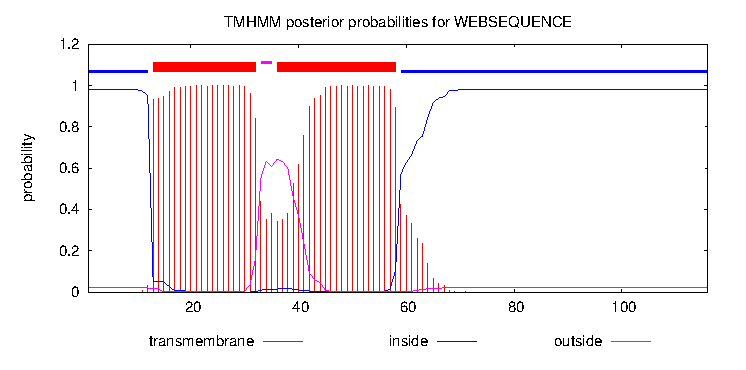 TMHMM posterior probabilities for WEBSEQUENCE
1.2
1
0.8
0.6
0.4
0.2
0
probability
20 40 60 80 100
transmembrane inside outside